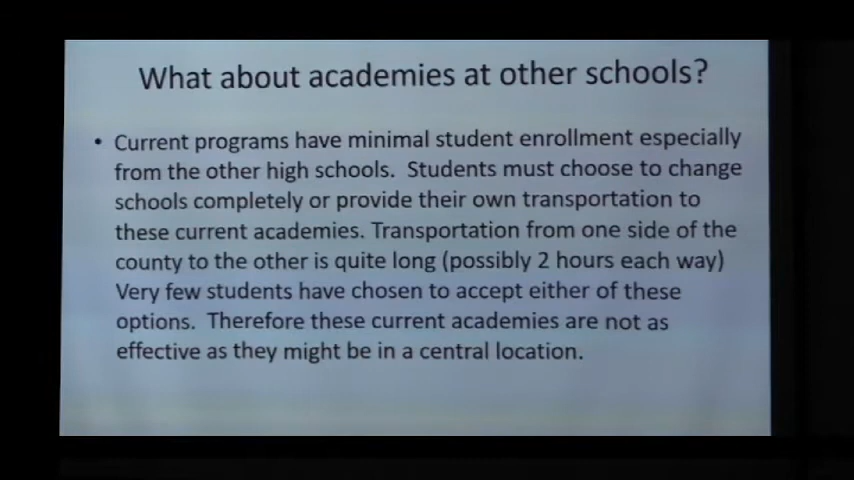 What about academies at other schools?
• Current programs have minimal student enrollment especially
from the other high schools. Students must choose to change
schools completely or provide their own transportation to
these current academies. Transportation from one side of the
county to the other is quite long (possibly 2 hours each way)
Very few students have chosen to accept either of these
options. Therefore these current academies are not as
effective as they might be in a central location.